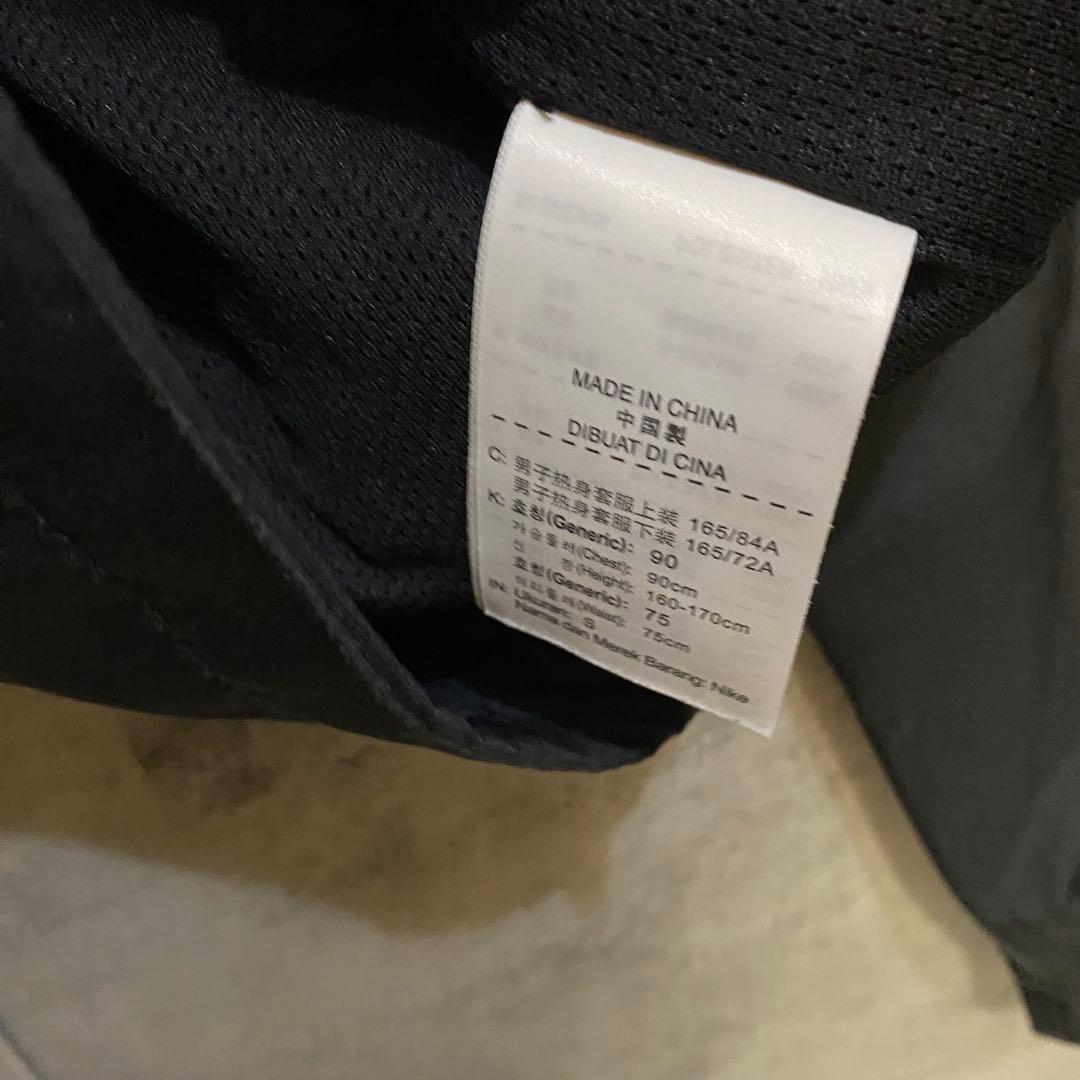 MADE IN CHINA
中国製
DIBUAT DI CINA
C: 男子热身套服上装 165/84A
男子热身套服下装 165/72A
K: 호칭(Generic): 90
가슴둘레(Chest): 90cm
신 장(Height): 160-170cm
호칭(Generic): 75
허리둘레(Waist): 75cm
IN: Ukuran: S
Nama dan Merek Barang: Nike